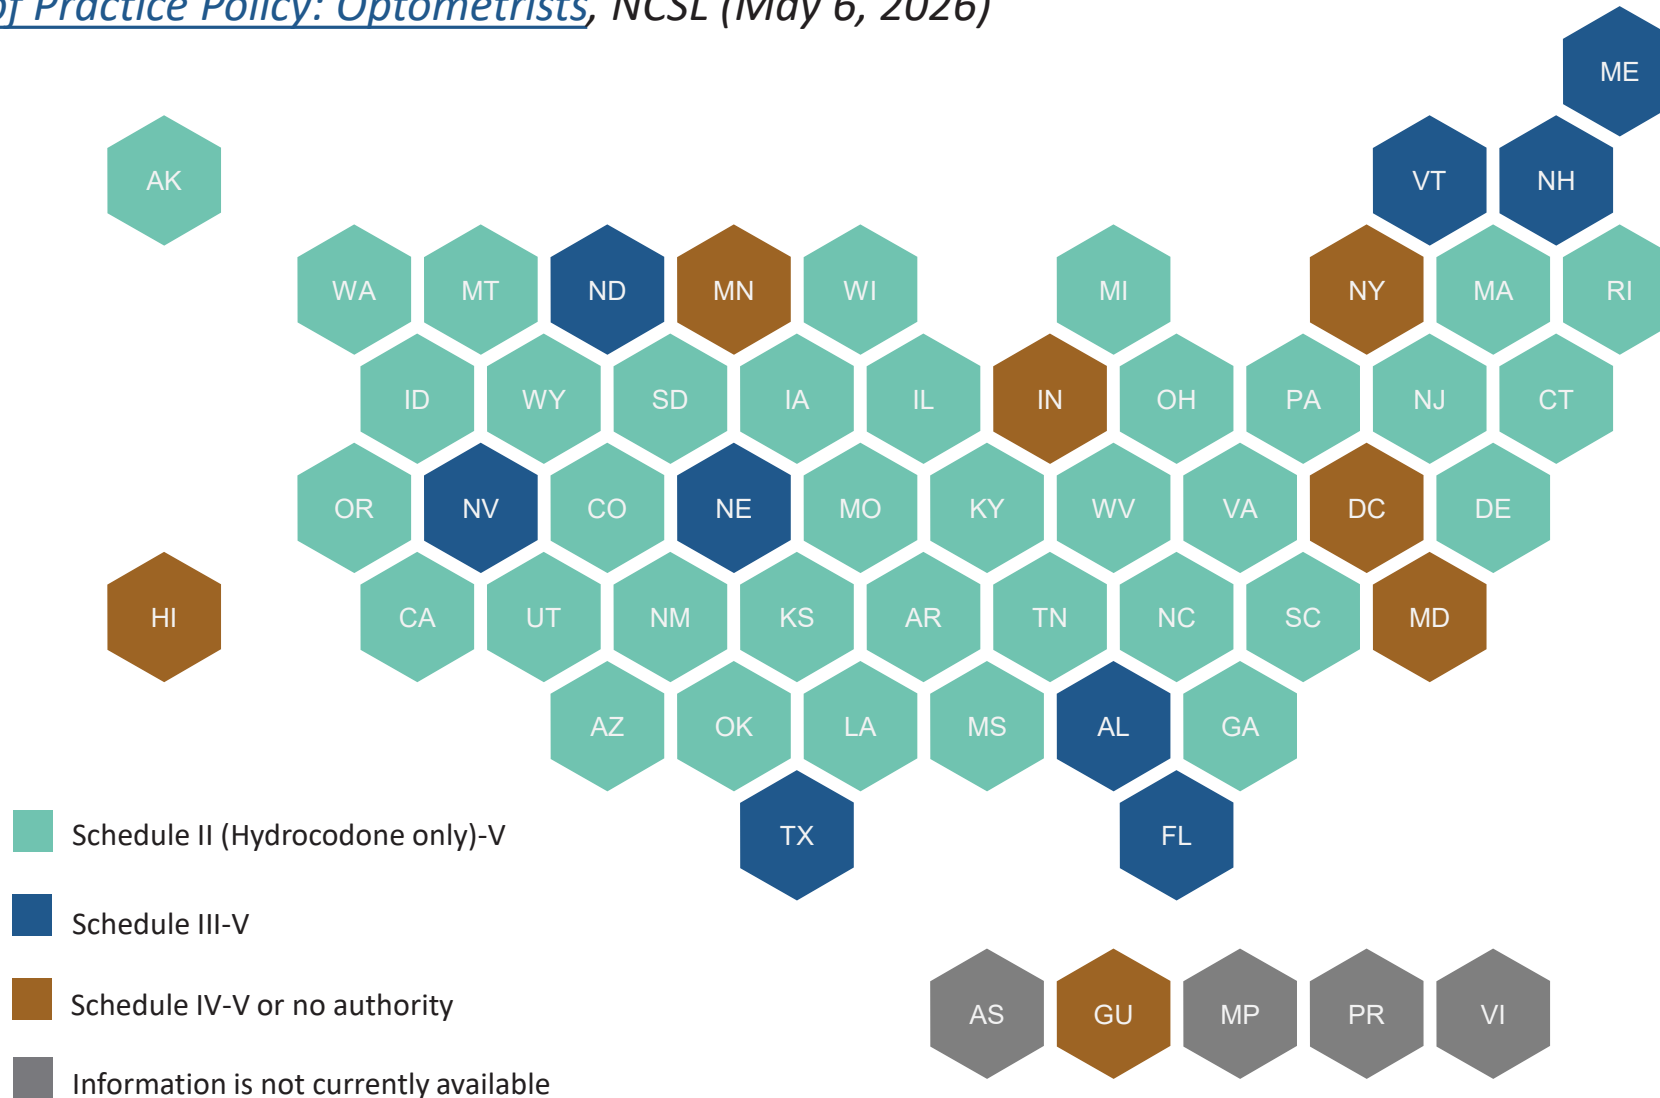 of Practice Policy: Optometrists, NCSL (May 6, 2026)
ME
AK VT NH
WA MT ND MN WI MI NY MA RI
ID WY SD IA IL IN OH PA NJ CT
OR NV CO NE MO KY WV VA DC DE
HI CA UT NM KS AR TN NC SC MD
AZ OK LA MS AL GA
TX FL
Schedule II (Hydrocodone only)-V
Schedule III-V
Schedule IV-V or no authority
AS GU MP PR VI
Information is not currently available